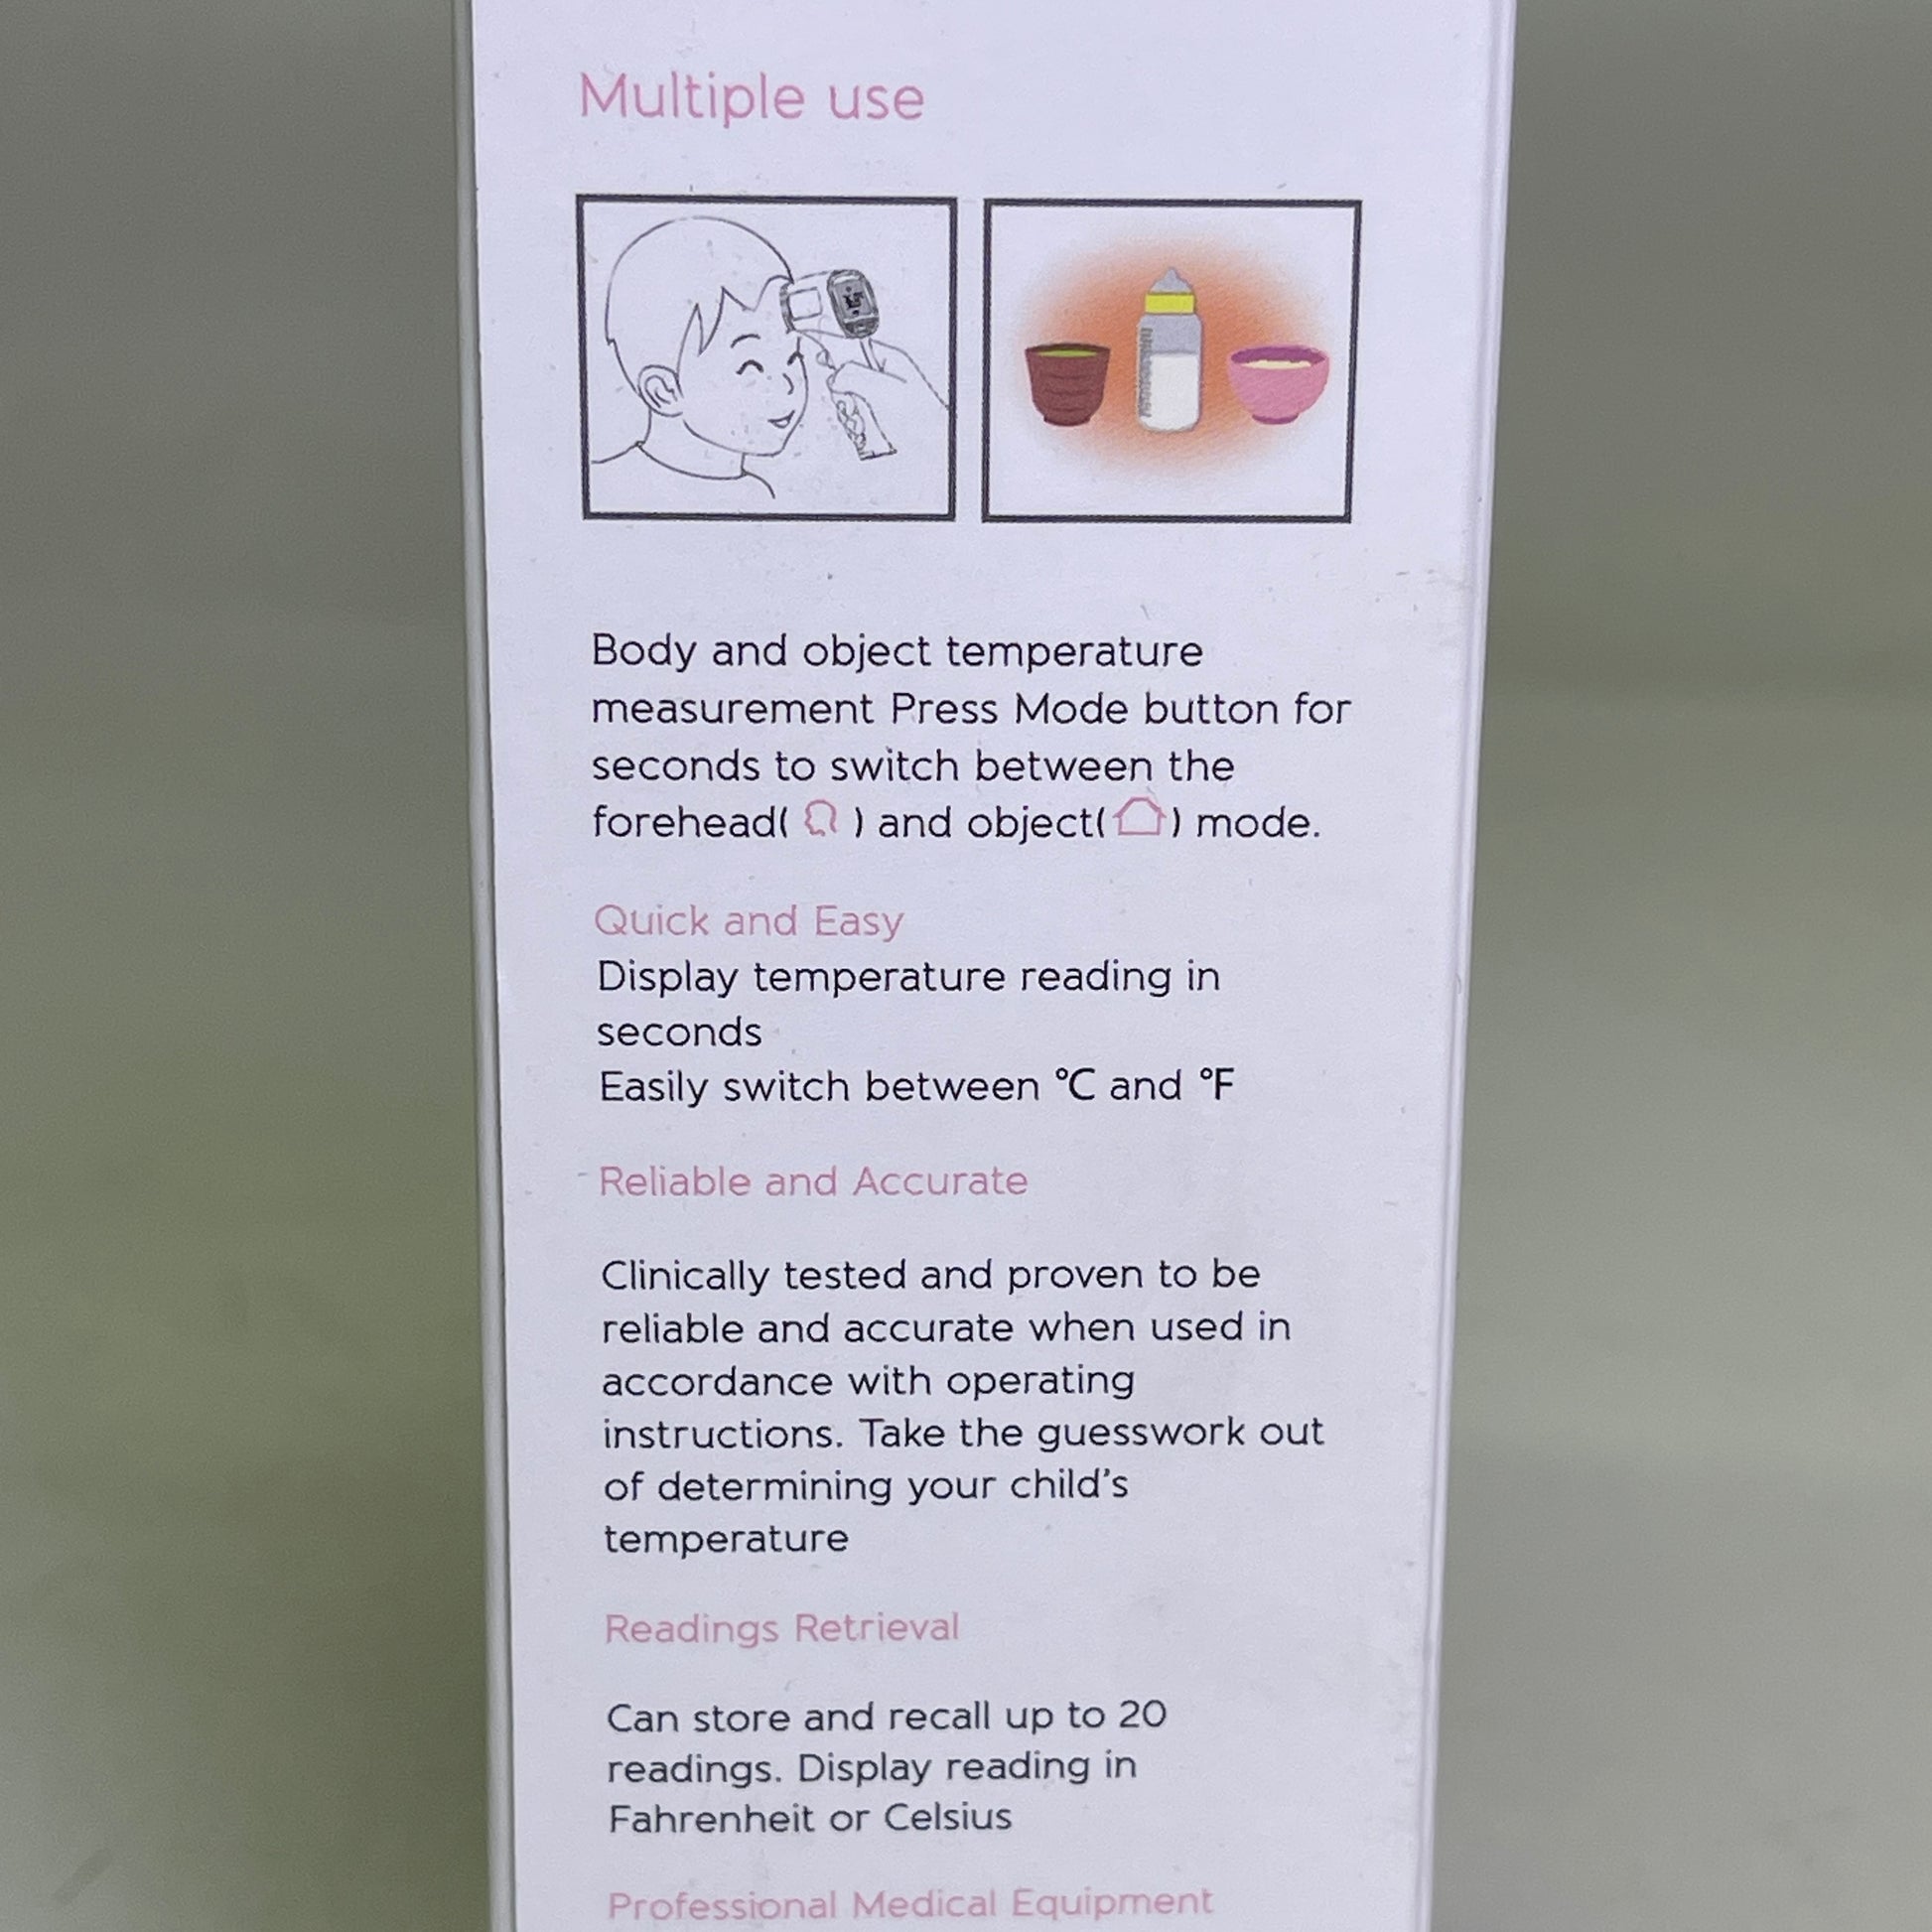 Multiple use
Body and object temperature
measurement Press Mode button for
seconds to switch between the
forehead( ) and object( ) mode.
Quick and Easy
Display temperature reading in
seconds
Easily switch between °C and °F
Reliable and Accurate
Clinically tested and proven to be
reliable and accurate when used in
accordance with operating
instructions. Take the guesswork out
of determining your child's
temperature
Readings Retrieval
Can store and recall up to 20
readings. Display reading in
Fahrenheit or Celsius
Professional Medical Equipment